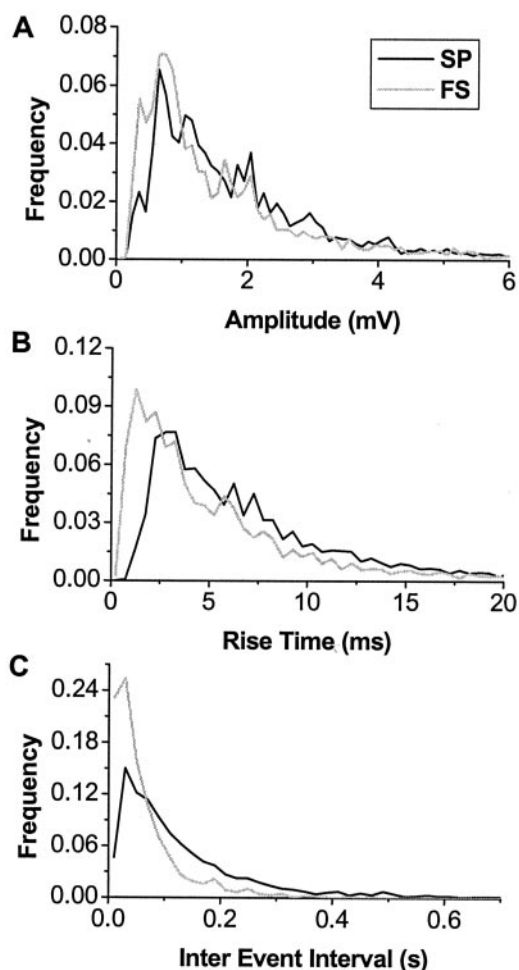 A
0.08
0.06
0.04
0.02
0.00
Frequency
SP
FS
0
2
4
6
Amplitude (mV)
B
0.12
0.09
0.06
0.03
0.00
Frequency
0
5
10
15
20
Rise Time (ms)
C
0.24
0.18
0.12
0.06
0.00
Frequency
0.0
0.2
0.4
0.6
Inter Event Interval (s)